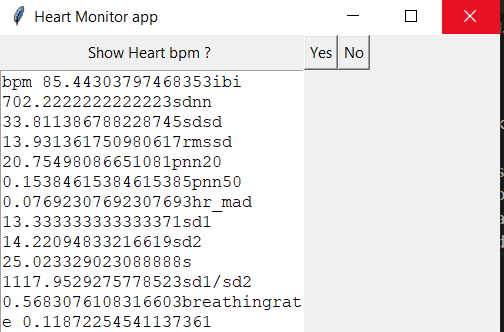 Heart Monitor app
Show Heart bpm ? Yes No
bpm 85.44303797468353ibi
702.2222222222223sdnn
33.811386788228745sdsd
13.931361750980617rmssd
20.75498086651081pnn20
0.15384615384615385pnn50
0.07692307692307693hr_mad
13.333333333333371sd1
14.22094833216619sd2
25.023329023088888s
1117.9529275778523sd1/sd2
0.5683076108316603breathingrat
e 0.11872254541137361